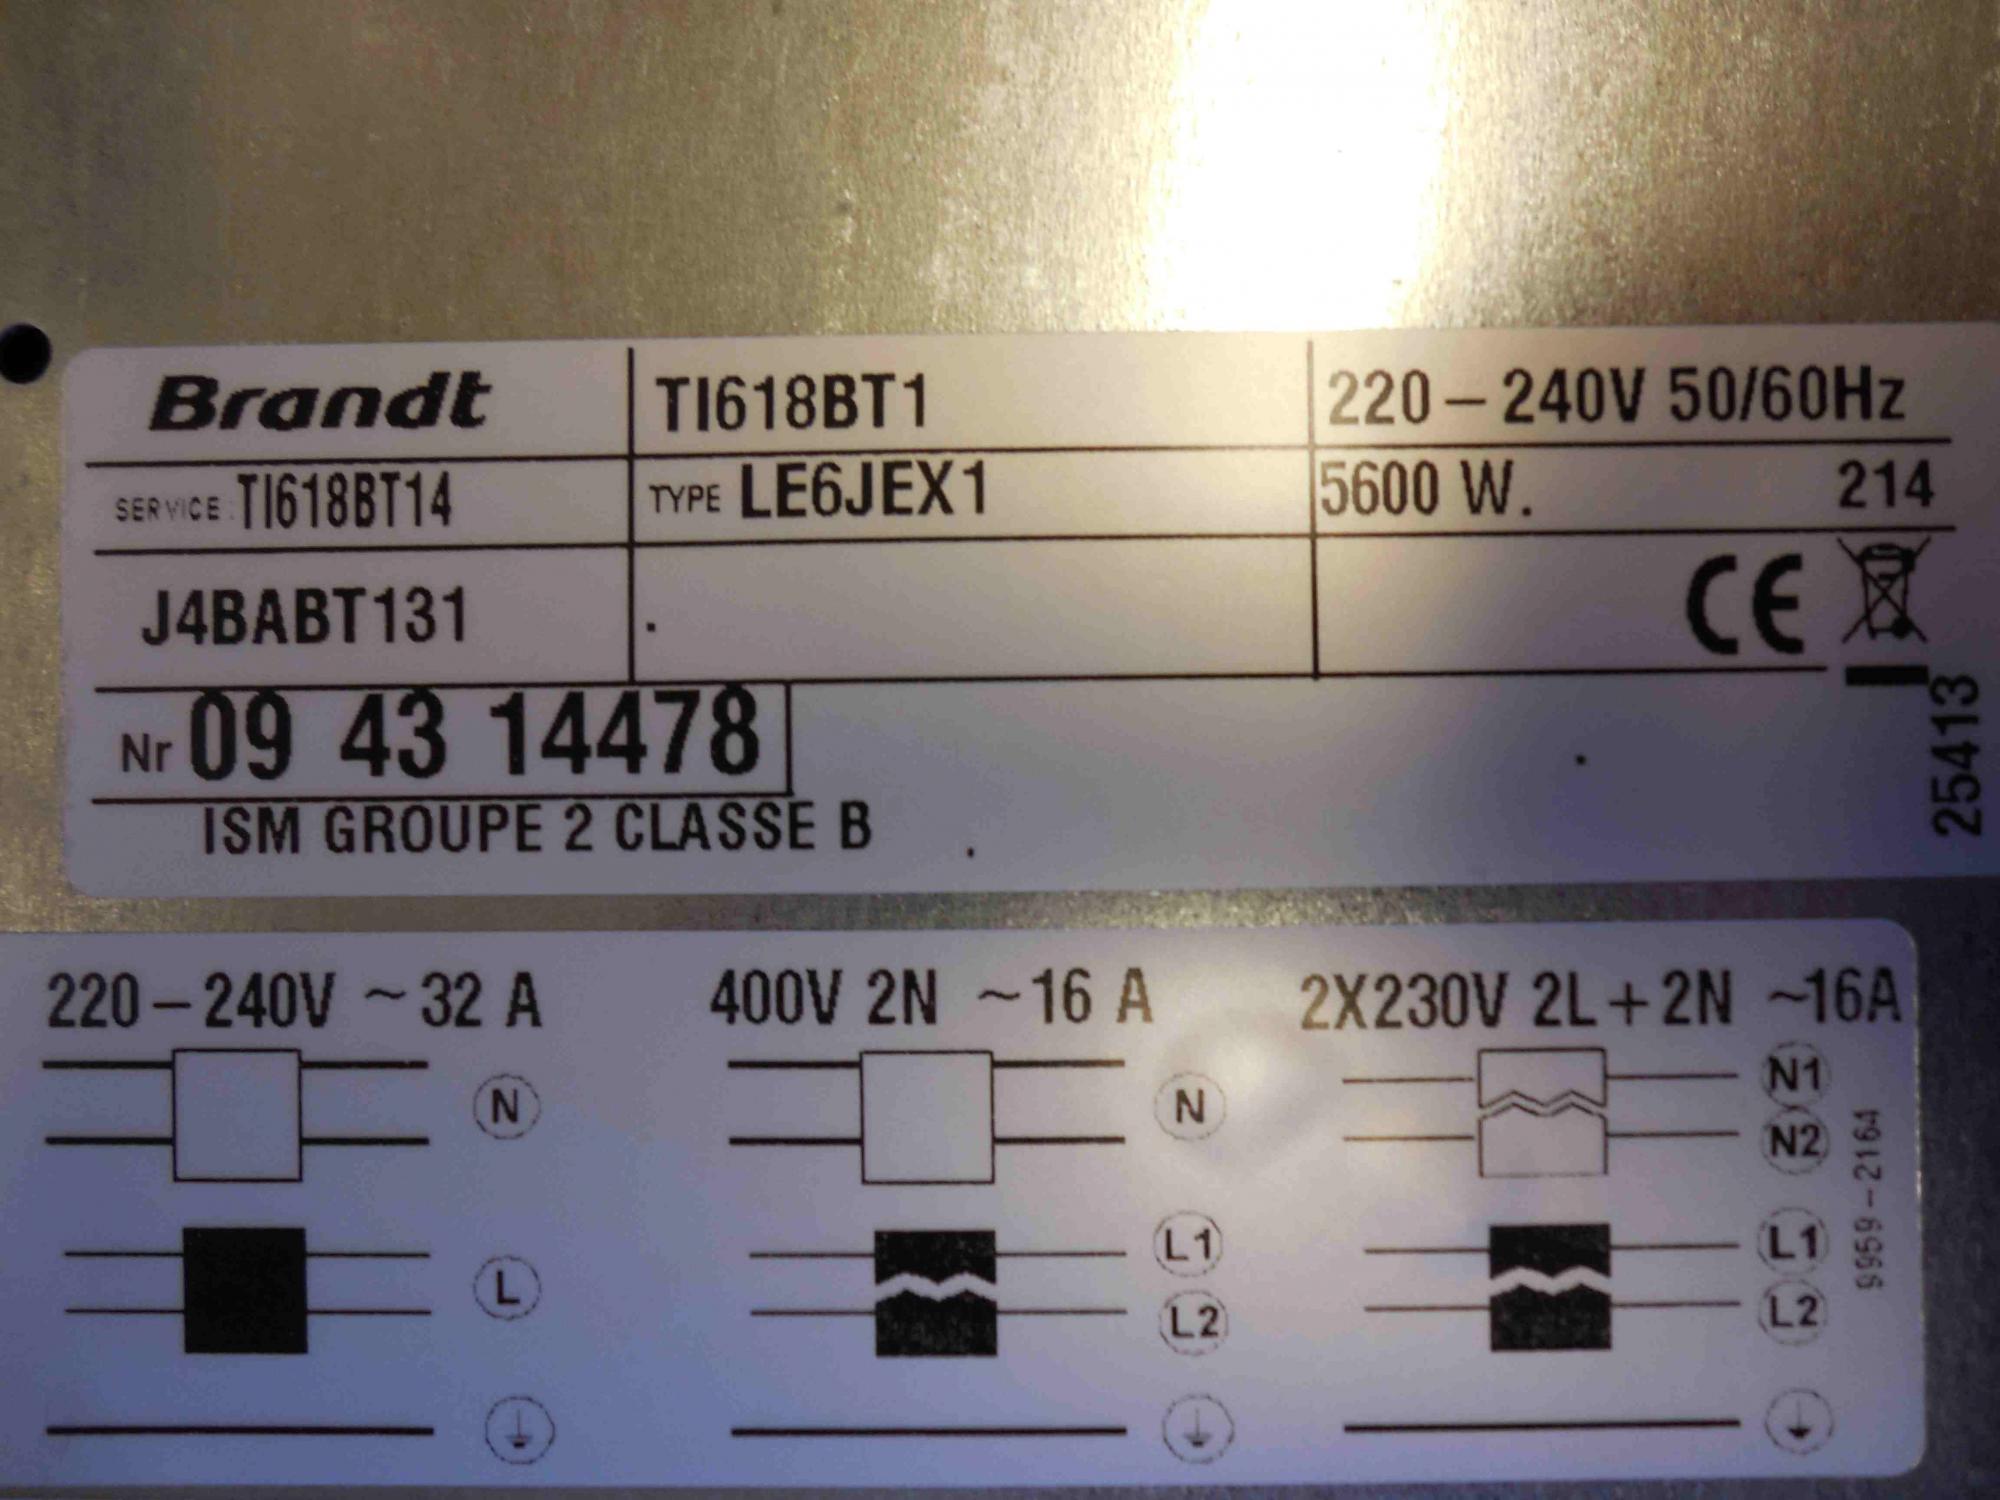 Brandt TI618BT1 220-240V 50/60Hz
SERVICE: TI618BT14 TYPE LE6JEX1 5600 W. 214
J4BABT131 . CE
Nr 09 43 14478
25413
ISM GROUPE 2 CLASSE B
220-240V ~32 A
N
L
400V 2N ~16 A
N
L1
L2
2X230V 2L+2N ~16A
N1
N2
L1
L2
9959-2164